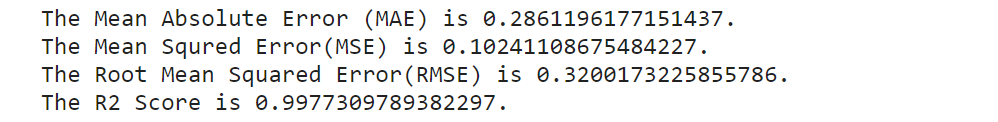 The Mean Absolute Error (MAE) is 0.2861196177151437.
The Mean Squred Error(MSE) is 0.10241108675484227.
The Root Mean Squared Error(RMSE) is 0.3200173225855786.
The R2 Score is 0.9977309789382297.